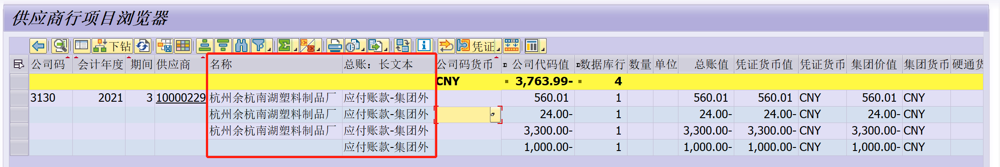 供应商行项目浏览器
下钻 凭证
公司码 会计年度 期间 供应商 名称 总账：长文本 公司码货币 公司代码值 数据库行 数量 单位 总账值 凭证货币值 凭证货币 集团价值 集团货币 硬通
CNY 3,763.99- 4
3130 2021 3 10000229 杭州余杭南湖塑料制品厂 应付账款-集团外 560.01 1 560.01 560.01 CNY 560.01 CNY
杭州余杭南湖塑料制品厂 应付账款-集团外 24.00- 1 24.00- 24.00- CNY 24.00- CNY
杭州余杭南湖塑料制品厂 应付账款-集团外 3,300.00- 1 3,300.00- 3,300.00- CNY 3,300.00- CNY
应付账款-集团外 1,000.00- 1 1,000.00- 1,000.00- CNY 1,000.00- CNY